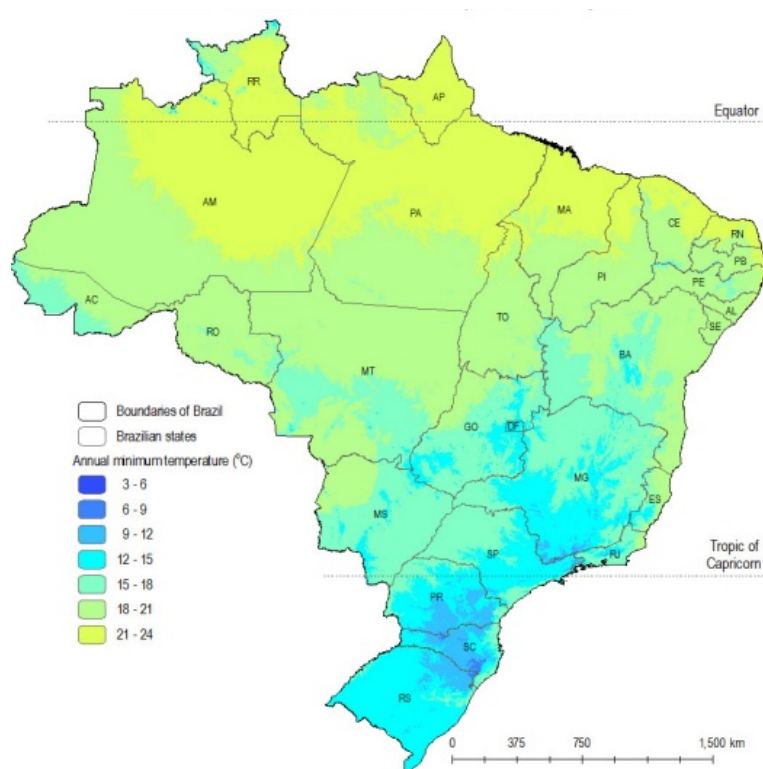 RR
AP
Equator
AM
PA
MA
CE
RN
PB
PI
PE
AC
AL
TO
SE
RO
BA
MT
Boundaries of Brazil
Brazilian states
GO
DF
Annual minimum temperature (⁰C)
MG
3 - 6
6 - 9
ES
9 - 12
MS
12 - 15
SP
RJ
Tropic of
Capricorn
15 - 18
PR
18 - 21
21 - 24
SC
RS
0 375 750 1,500 km